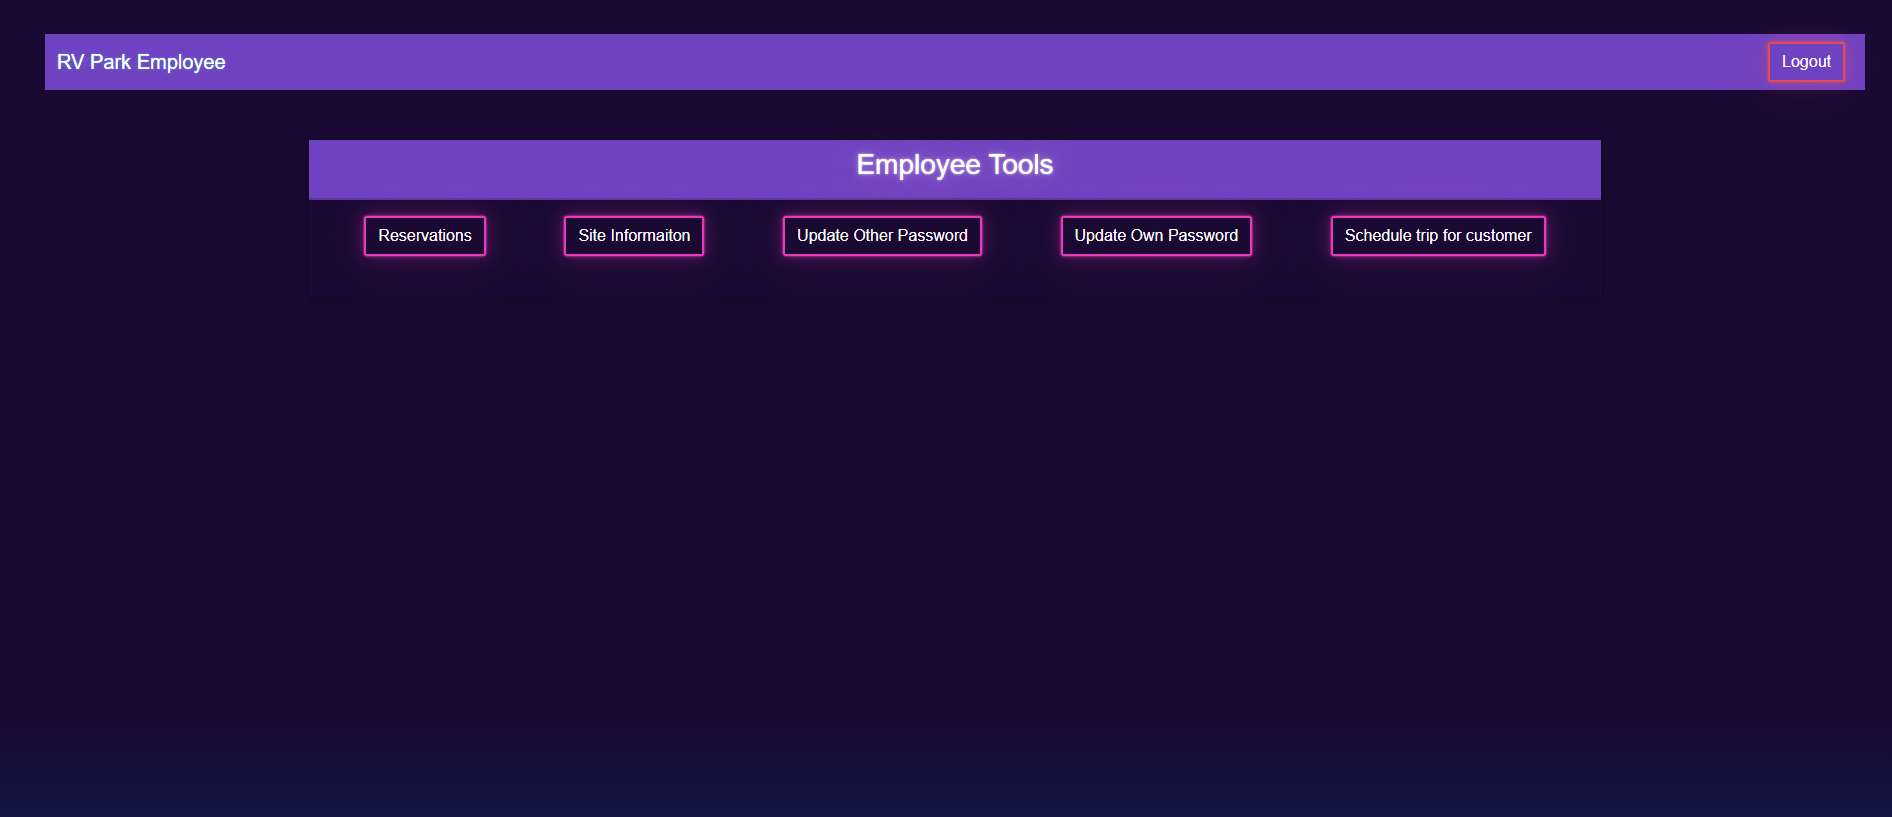 RV Park Employee
Logout
Employee Tools
Reservations
Site Informaiton
Update Other Password
Update Own Password
Schedule trip for customer